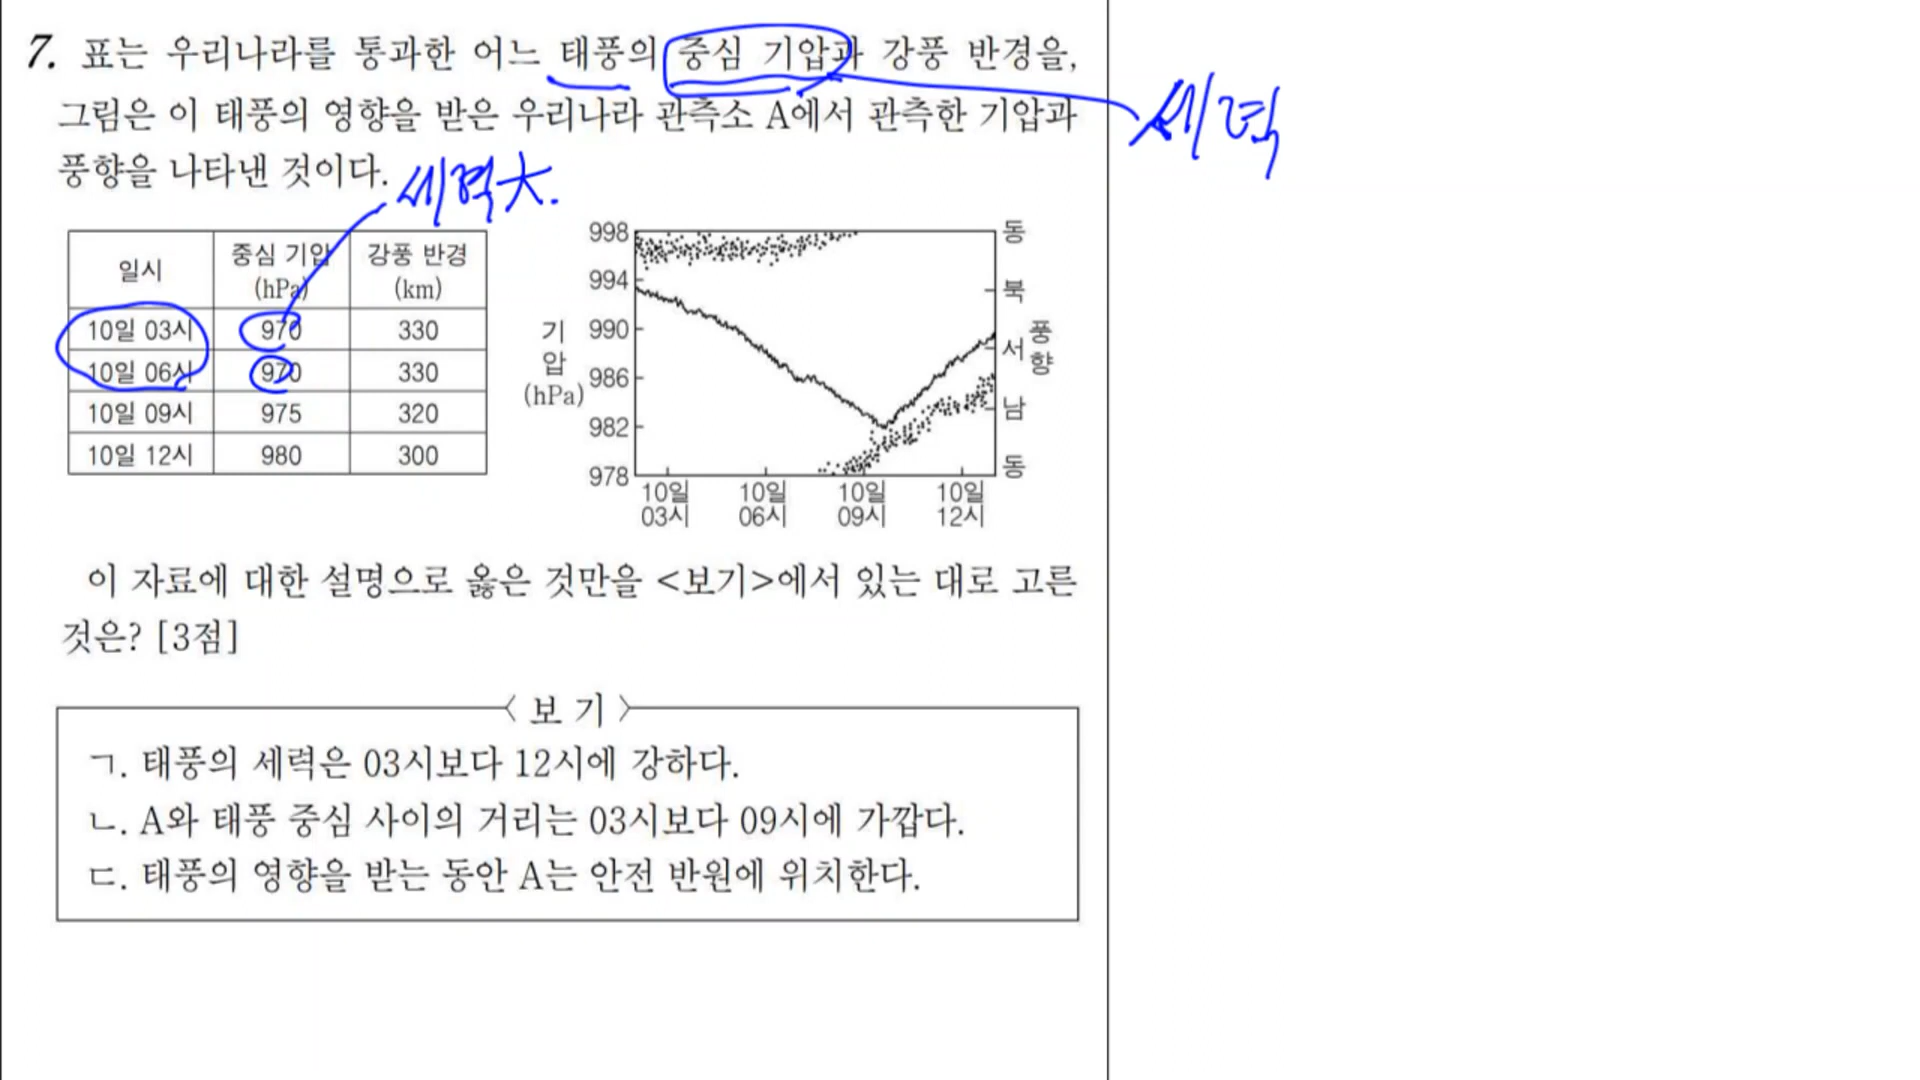 7. 표는 우리나라를 통과한 어느 태풍의 중심 기압과 강풍 반경을,
그림은 이 태풍의 영향을 받은 우리나라 관측소 A에서 관측한 기압과
풍향을 나타낸 것이다.
세력
세력大.
일시 중심 기압 (hPa) 강풍 반경 (km)
10일 03시 970 330
10일 06시 970 330
10일 09시 975 320
10일 12시 980 300
기압 (hPa)
998
994
990
986
982
978
동
북
서
남
동
풍향
10일 03시
10일 06시
10일 09시
10일 12시
이 자료에 대한 설명으로 옳은 것만을 <보기>에서 있는 대로 고른
것은? [3점]
〈 보 기 〉
ㄱ. 태풍의 세력은 03시보다 12시에 강하다.
ㄴ. A와 태풍 중심 사이의 거리는 03시보다 09시에 가깝다.
ㄷ. 태풍의 영향을 받는 동안 A는 안전 반원에 위치한다.